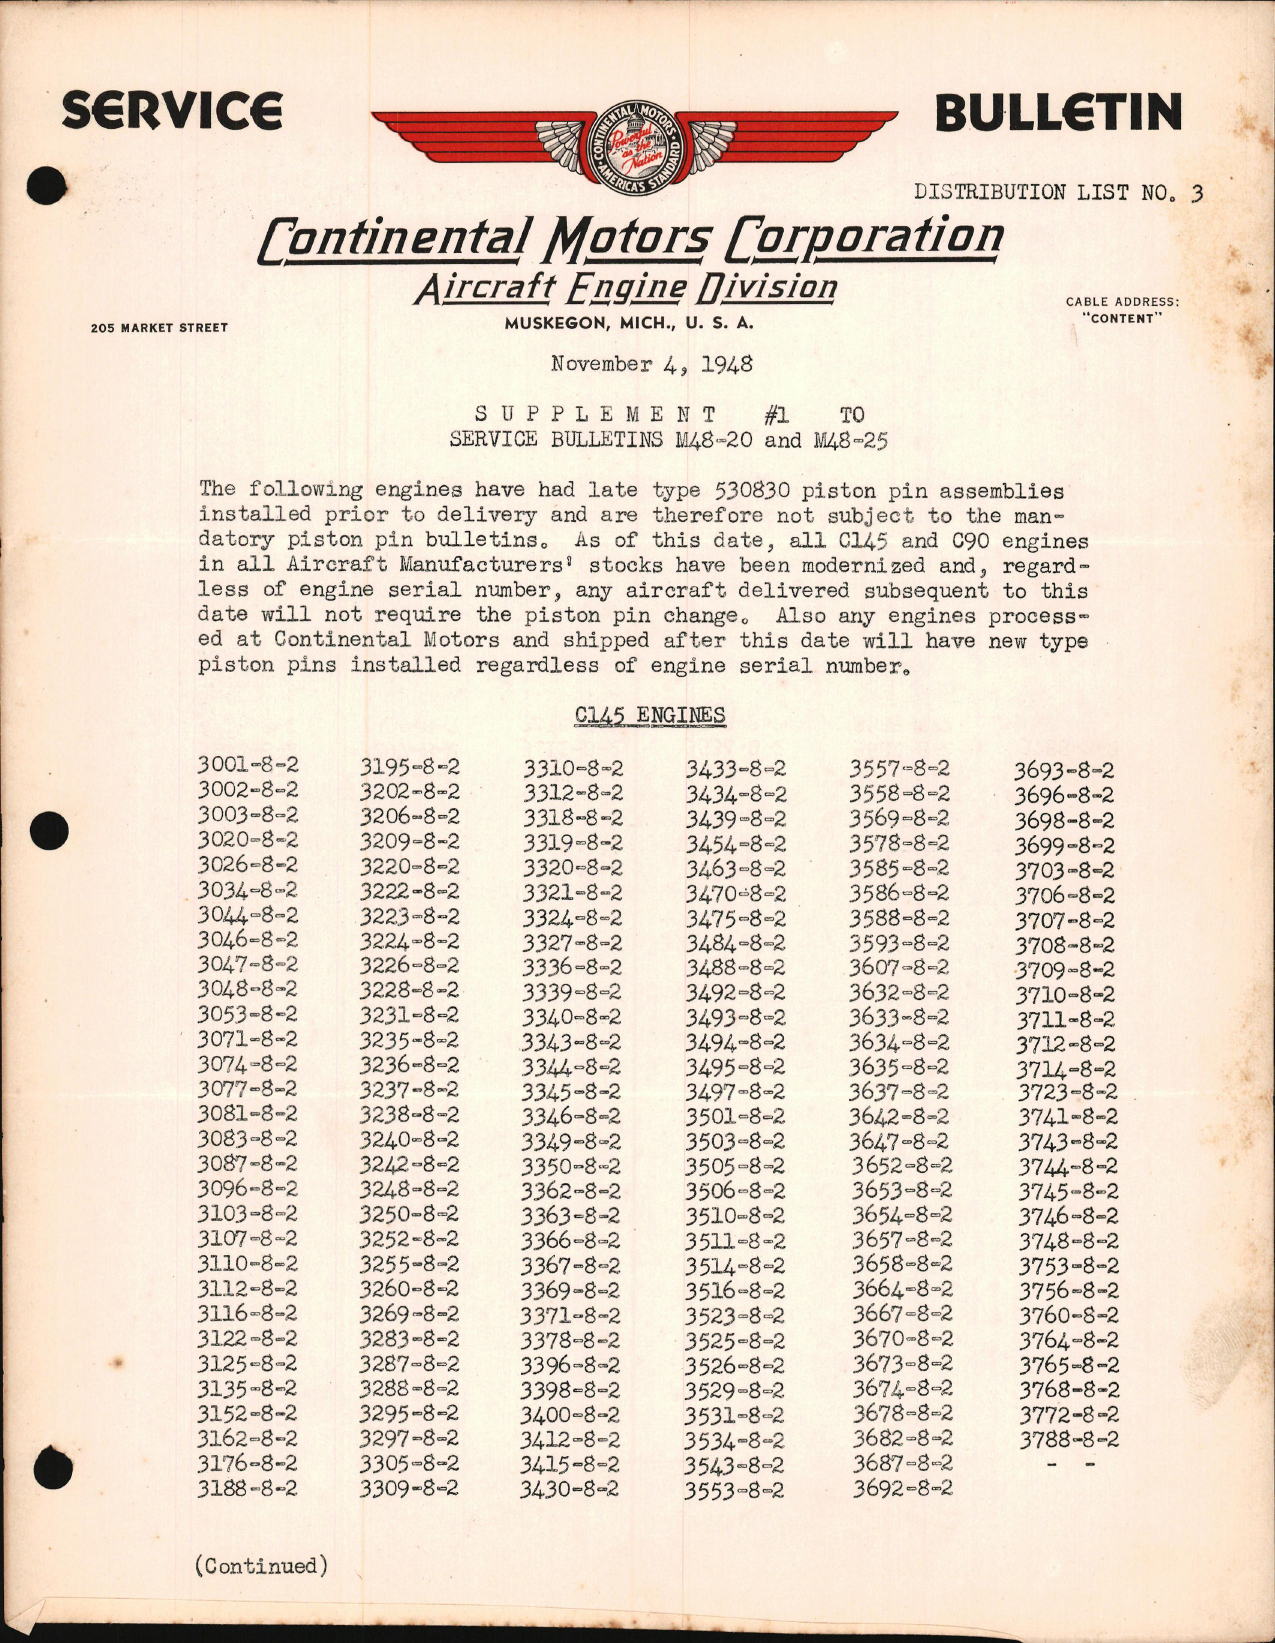 SERVICE BULLETIN
CONTINENTAL MOTORS
Powerful as the Nation
AMERICA'S STANDARD
DISTRIBUTION LIST NO. 3
Continental Motors Corporation
Aircraft Engine Division
205 MARKET STREET
MUSKEGON, MICH., U. S. A.
CABLE ADDRESS:
"CONTENT"
November 4, 1948
S U P P L E M E N T #1 TO
SERVICE BULLETINS M48-20 and M48-25
The following engines have had late type 530830 piston pin assemblies
installed prior to delivery and are therefore not subject to the man-
datory piston pin bulletins. As of this date, all C145 and C90 engines
in all Aircraft Manufacturers' stocks have been modernized and, regard-
less of engine serial number, any aircraft delivered subsequent to this
date will not require the piston pin change. Also any engines process-
ed at Continental Motors and shipped after this date will have new type
piston pins installed regardless of engine serial number.
C145 ENGINES
3001-8-2 3195-8-2 3310-8-2 3433-8-2 3557-8-2 3693-8-2
3002-8-2 3202-8-2 3312-8-2 3434-8-2 3558-8-2 3696-8-2
3003-8-2 3206-8-2 3318-8-2 3439-8-2 3569-8-2 3698-8-2
3020-8-2 3209-8-2 3319-8-2 3454-8-2 3578-8-2 3699-8-2
3026-8-2 3220-8-2 3320-8-2 3463-8-2 3585-8-2 3703-8-2
3034-8-2 3222-8-2 3321-8-2 3470-8-2 3586-8-2 3706-8-2
3044-8-2 3223-8-2 3324-8-2 3475-8-2 3588-8-2 3707-8-2
3046-8-2 3224-8-2 3327-8-2 3484-8-2 3593-8-2 3708-8-2
3047-8-2 3226-8-2 3336-8-2 3488-8-2 3607-8-2 3709-8-2
3048-8-2 3228-8-2 3339-8-2 3492-8-2 3632-8-2 3710-8-2
3053-8-2 3231-8-2 3340-8-2 3493-8-2 3633-8-2 3711-8-2
3071-8-2 3235-8-2 3343-8-2 3494-8-2 3634-8-2 3712-8-2
3074-8-2 3236-8-2 3344-8-2 3495-8-2 3635-8-2 3714-8-2
3077-8-2 3237-8-2 3345-8-2 3497-8-2 3637-8-2 3723-8-2
3081-8-2 3238-8-2 3346-8-2 3501-8-2 3642-8-2 3741-8-2
3083-8-2 3240-8-2 3349-8-2 3503-8-2 3647-8-2 3743-8-2
3087-8-2 3242-8-2 3350-8-2 3505-8-2 3652-8-2 3744-8-2
3096-8-2 3248-8-2 3362-8-2 3506-8-2 3653-8-2 3745-8-2
3103-8-2 3250-8-2 3363-8-2 3510-8-2 3654-8-2 3746-8-2
3107-8-2 3252-8-2 3366-8-2 3511-8-2 3657-8-2 3748-8-2
3110-8-2 3255-8-2 3367-8-2 3514-8-2 3658-8-2 3753-8-2
3112-8-2 3260-8-2 3369-8-2 3516-8-2 3664-8-2 3756-8-2
3116-8-2 3269-8-2 3371-8-2 3523-8-2 3667-8-2 3760-8-2
3122-8-2 3283-8-2 3378-8-2 3525-8-2 3670-8-2 3764-8-2
3125-8-2 3287-8-2 3396-8-2 3526-8-2 3673-8-2 3765-8-2
3135-8-2 3288-8-2 3398-8-2 3529-8-2 3674-8-2 3768-8-2
3152-8-2 3295-8-2 3400-8-2 3531-8-2 3678-8-2 3772-8-2
3162-8-2 3297-8-2 3412-8-2 3534-8-2 3682-8-2 3788-8-2
3176-8-2 3305-8-2 3415-8-2 3543-8-2 3687-8-2 - -
3188-8-2 3309-8-2 3430-8-2 3553-8-2 3692-8-2
(Continued)